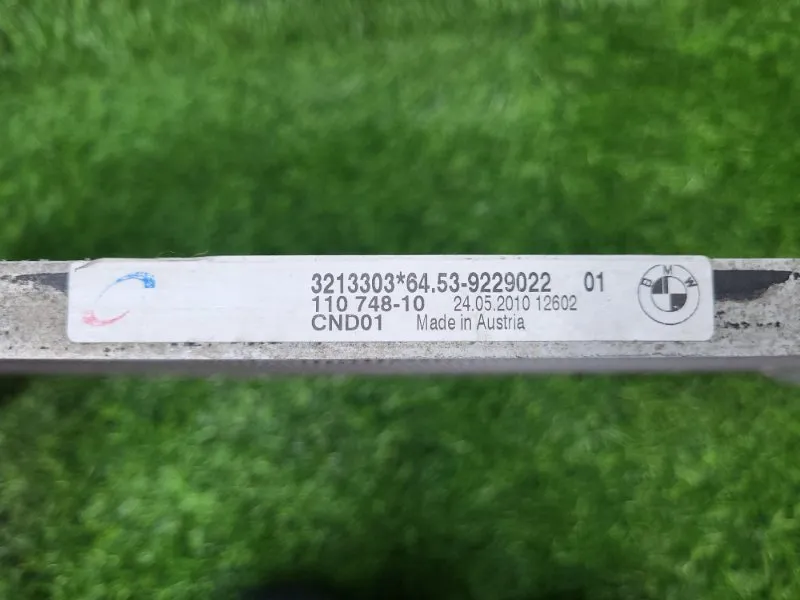 3213303*64.53-9229022 01
110 748-10 24.05.2010 12602
CND01 Made in Austria
BMW